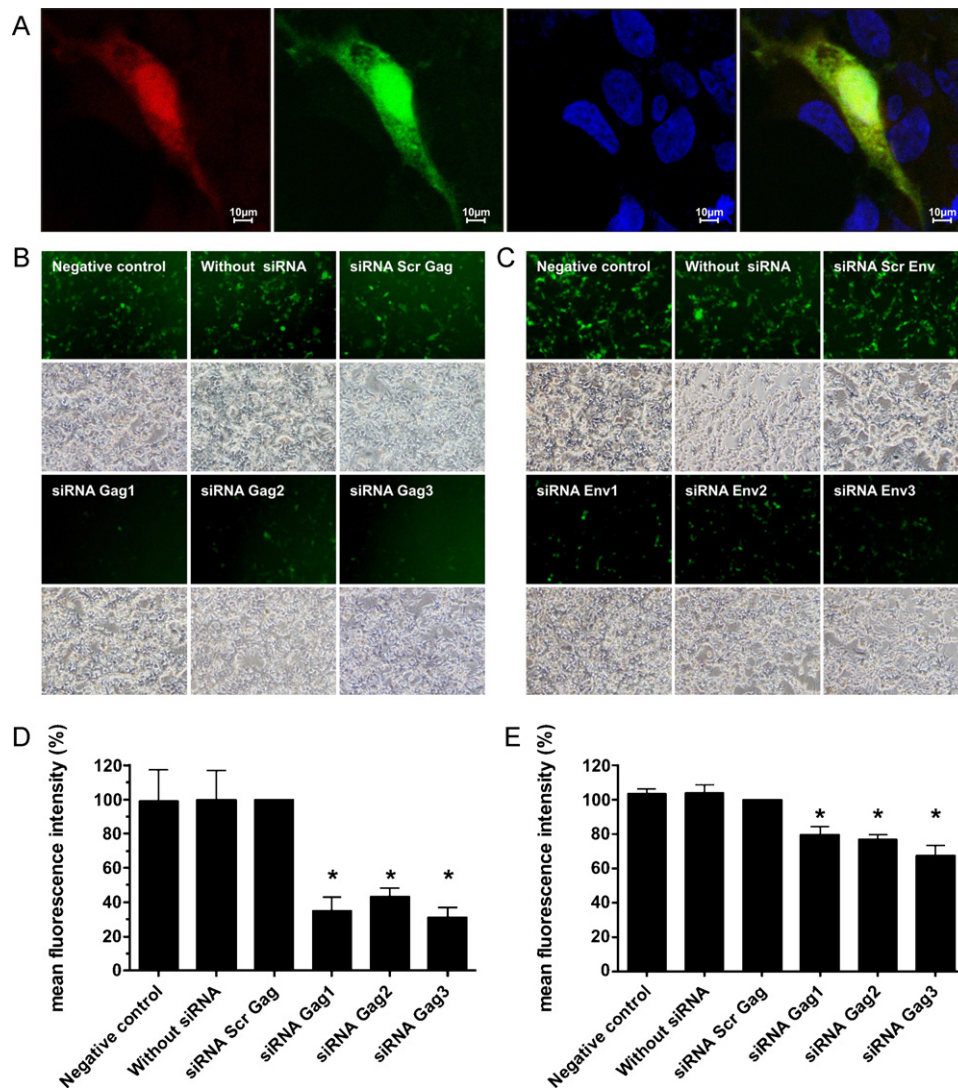 A
10μm
10μm
10μm
10μm
B
Negative control
Without siRNA
siRNA Scr Gag
siRNA Gag1
siRNA Gag2
siRNA Gag3
C
Negative control
Without siRNA
siRNA Scr Env
siRNA Env1
siRNA Env2
siRNA Env3
D
mean fluorescence intensity (%)
120
100
80
60
40
20
0
*
*
*
Negative control
Without siRNA
siRNA Scr Gag
siRNA Gag1
siRNA Gag2
siRNA Gag3
E
mean fluorescence intensity (%)
120
100
80
60
40
20
0
*
*
*
Negative control
Without siRNA
siRNA Scr Gag
siRNA Gag1
siRNA Gag2
siRNA Gag3